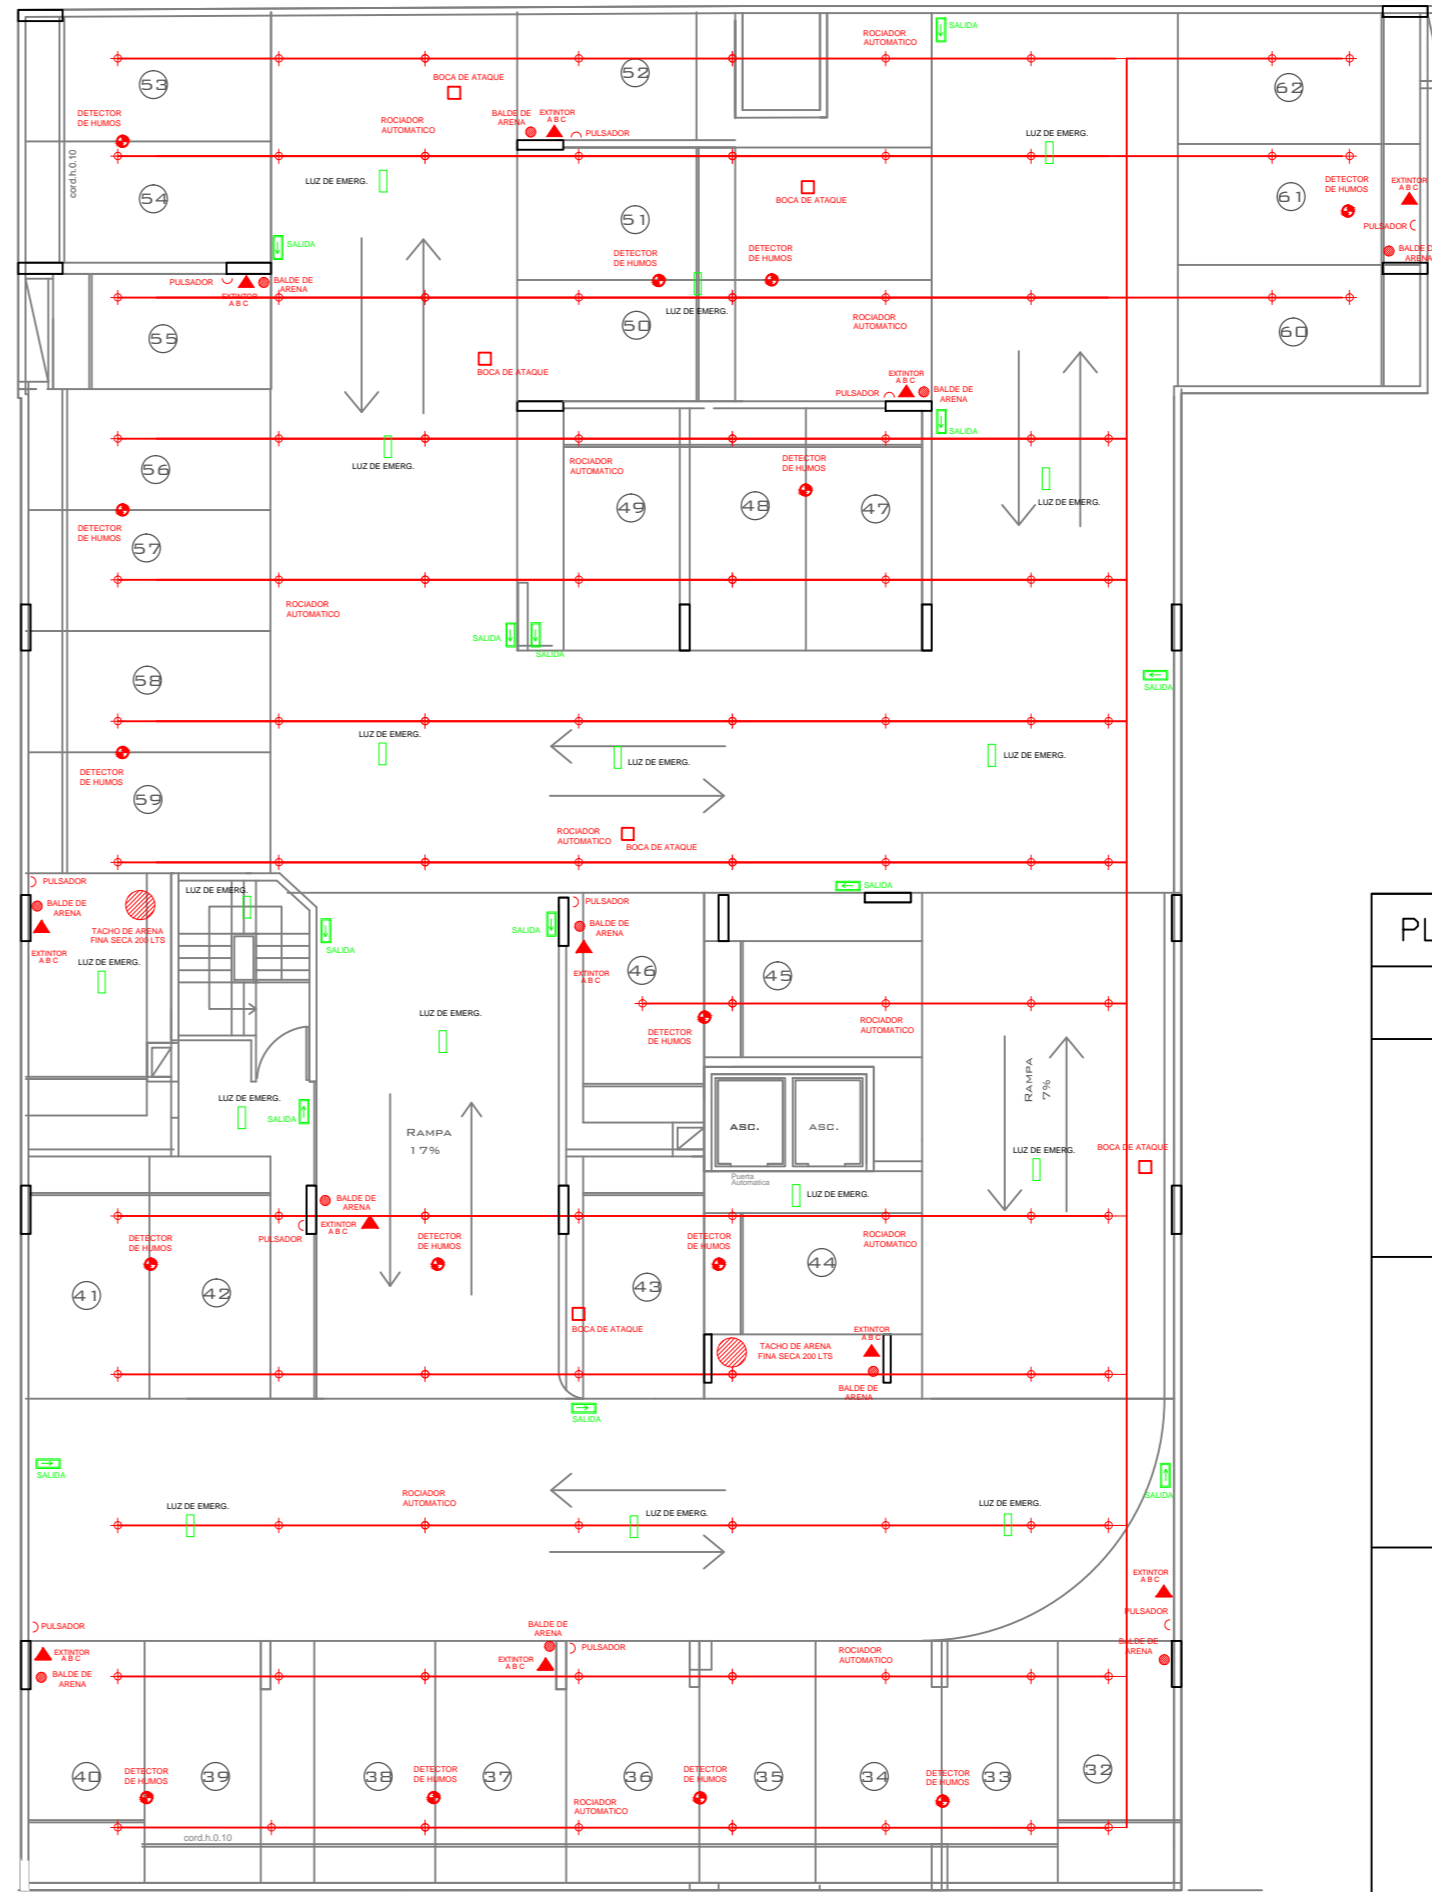 SALIDA
ROCIADOR
AUTOMATICO
53
BOCA DE ATAQUE
52
62
DETECTOR
DE HUMOS
ROCIADOR
AUTOMATICO
BALDE DE
ARENA
EXTINTOR
A B C
PULSADOR
LUZ DE EMERG.
cord.h.0.10
LUZ DE EMERG.
54
BOCA DE ATAQUE
61
DETECTOR
DE HUMOS
EXTINTOR
A B C
51
PULSADOR
SALIDA
DETECTOR
DE HUMOS
DETECTOR
DE HUMOS
BALDE D
ARENA
PULSADOR
EXTINTOR
A B C
BALDE DE
ARENA
LUZ DE EMERG.
ROCIADOR
AUTOMATICO
55
50
60
BOCA DE ATAQUE
EXTINTOR
A B C
PULSADOR
BALDE DE
ARENA
SALIDA
56
LUZ DE EMERG.
ROCIADOR
AUTOMATICO
DETECTOR
DE HUMOS
LUZ DE EMERG.
49
48
47
DETECTOR
DE HUMOS
57
ROCIADOR
AUTOMATICO
SALIDA
SALIDA
58
SALIDA
LUZ DE EMERG.
LUZ DE EMERG.
LUZ DE EMERG.
DETECTOR
DE HUMOS
59
ROCIADOR
AUTOMATICO
BOCA DE ATAQUE
PULSADOR
LUZ DE EMERG.
SALIDA
BALDE DE
ARENA
TACHO DE ARENA
FINA SECA 200 LTS
EXTINTOR
A B C
LUZ DE EMERG.
SALIDA
SALIDA
PULSADOR
BALDE DE
ARENA
EXTINTOR
A B C
46
45
PL
LUZ DE EMERG.
DETECTOR
DE HUMOS
ROCIADOR
AUTOMATICO
LUZ DE EMERG.
SALIDA
RAMPA
17%
ASC.
ASC.
RAMPA
7%
BOCA DE ATAQUE
LUZ DE EMERG.
Puerta
Automatica
LUZ DE EMERG.
BALDE DE
ARENA
EXTINTOR
A B C
PULSADOR
DETECTOR
DE HUMOS
DETECTOR
DE HUMOS
DETECTOR
DE HUMOS
ROCIADOR
AUTOMATICO
41
42
43
44
BOCA DE ATAQUE
TACHO DE ARENA
FINA SECA 200 LTS
EXTINTOR
A B C
BALDE DE
ARENA
SALIDA
SALIDA
ROCIADOR
AUTOMATICO
SALIDA
LUZ DE EMERG.
LUZ DE EMERG.
LUZ DE EMERG.
EXTINTOR
A B C
PULSADOR
PULSADOR
BALDE DE
ARENA
PULSADOR
BALDE DE
ARENA
EXTINTOR
A B C
BALDE DE
ARENA
EXTINTOR
A B C
ROCIADOR
AUTOMATICO
40
39
38
37
36
35
34
33
32
DETECTOR
DE HUMOS
DETECTOR
DE HUMOS
DETECTOR
DE HUMOS
DETECTOR
DE HUMOS
ROCIADOR
AUTOMATICO
cord.h.0.10